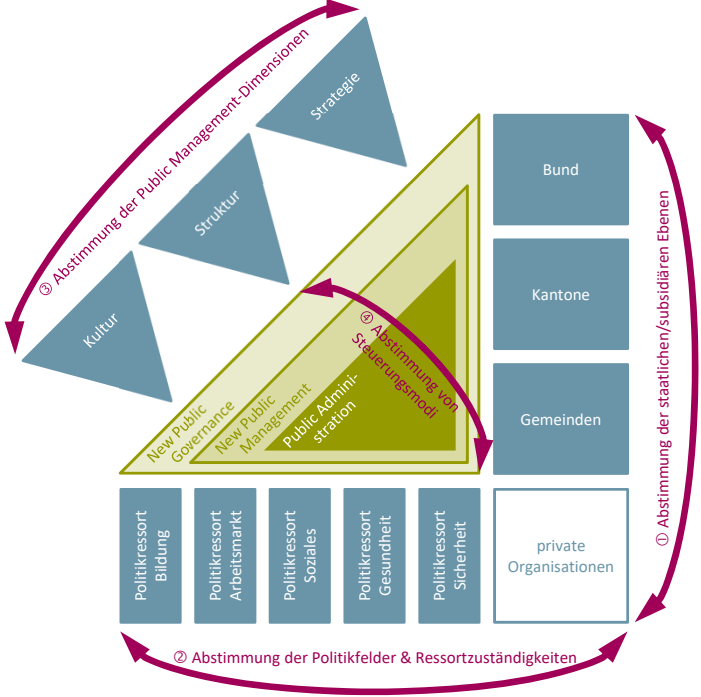 ③ Abstimmung der Public Management-Dimensionen
Strategie
Struktur
Kultur
Bund
Kantone
Gemeinden
private
Organisationen
① Abstimmung der staatlichen/subsidiären Ebenen
④ Abstimmung von
Steuerungsmodi
New Public
Governance
New Public
Management
Public Admini-
stration
Politikressort
Bildung
Politikressort
Arbeitsmarkt
Politikressort
Soziales
Politikressort
Gesundheit
Politikressort
Sicherheit
② Abstimmung der Politikfelder & Ressortzuständigkeiten